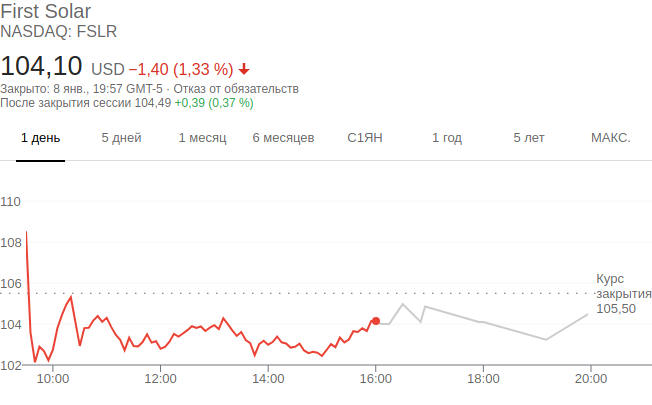 First Solar
NASDAQ: FSLR
104,10 USD −1,40 (1,33 %)
Закрыто: 8 янв., 19:57 GMT-5 · Отказ от обязательств
После закрытия сессии 104,49 +0,39 (0,37 %)
1 день 5 дней 1 месяц 6 месяцев С1ЯН 1 год 5 лет МАКС.
110
108
106
104
102
Курс
закрытия
105,50
10:00 12:00 14:00 16:00 18:00 20:00